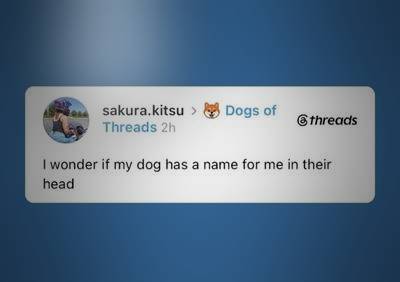 sakura.kitsu > Dogs of
Threads 2h
threads
I wonder if my dog has a name for me in their
head